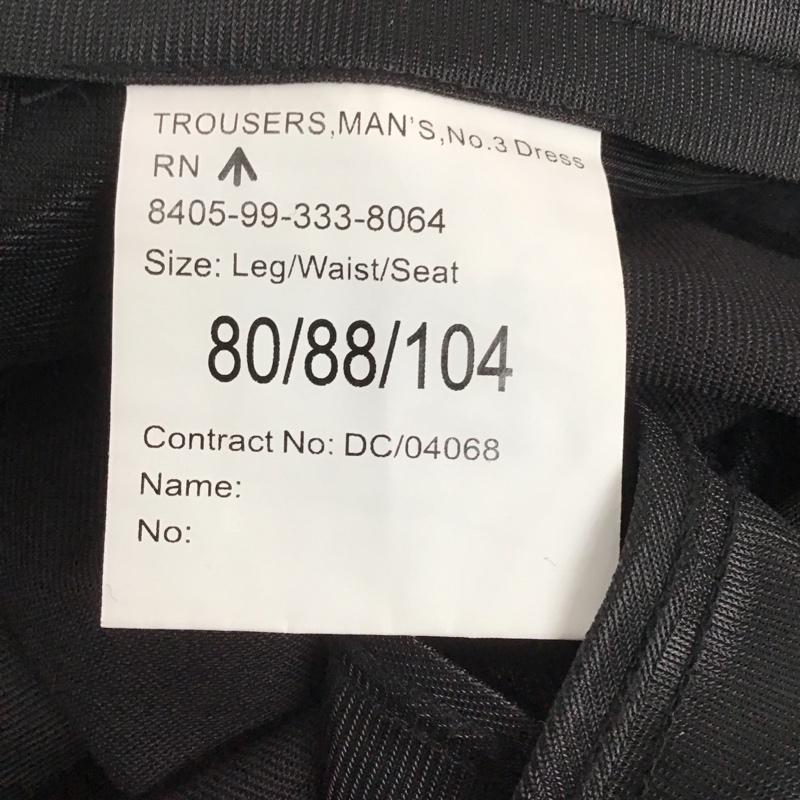 TROUSERS,MAN'S,No.3 Dress
RN
8405-99-333-8064
Size: Leg/Waist/Seat
80/88/104
Contract No: DC/04068
Name:
No: